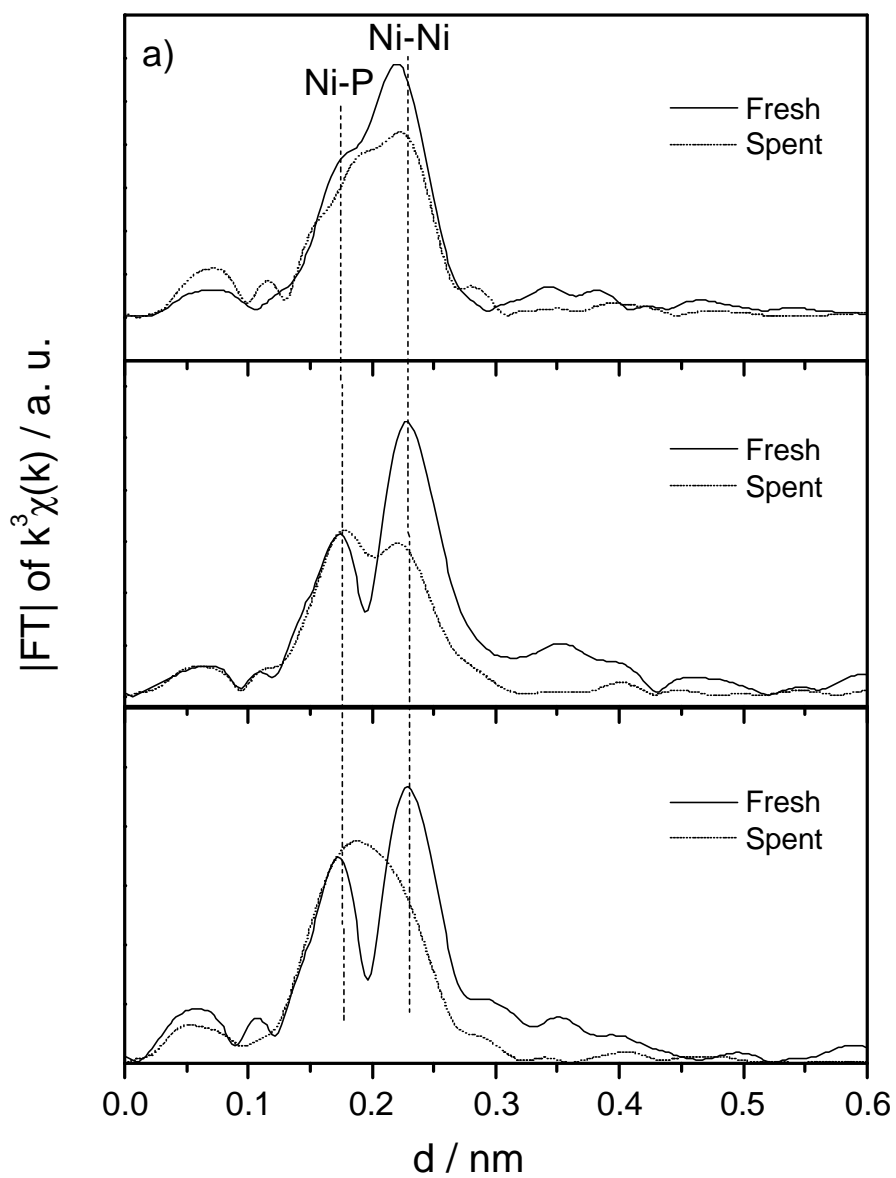 a)
Ni-Ni
Ni-P
Fresh
Spent
Fresh
Spent
Fresh
Spent
|FT| of k³χ(k) / a. u.
0.0 0.1 0.2 0.3 0.4 0.5 0.6
d / nm